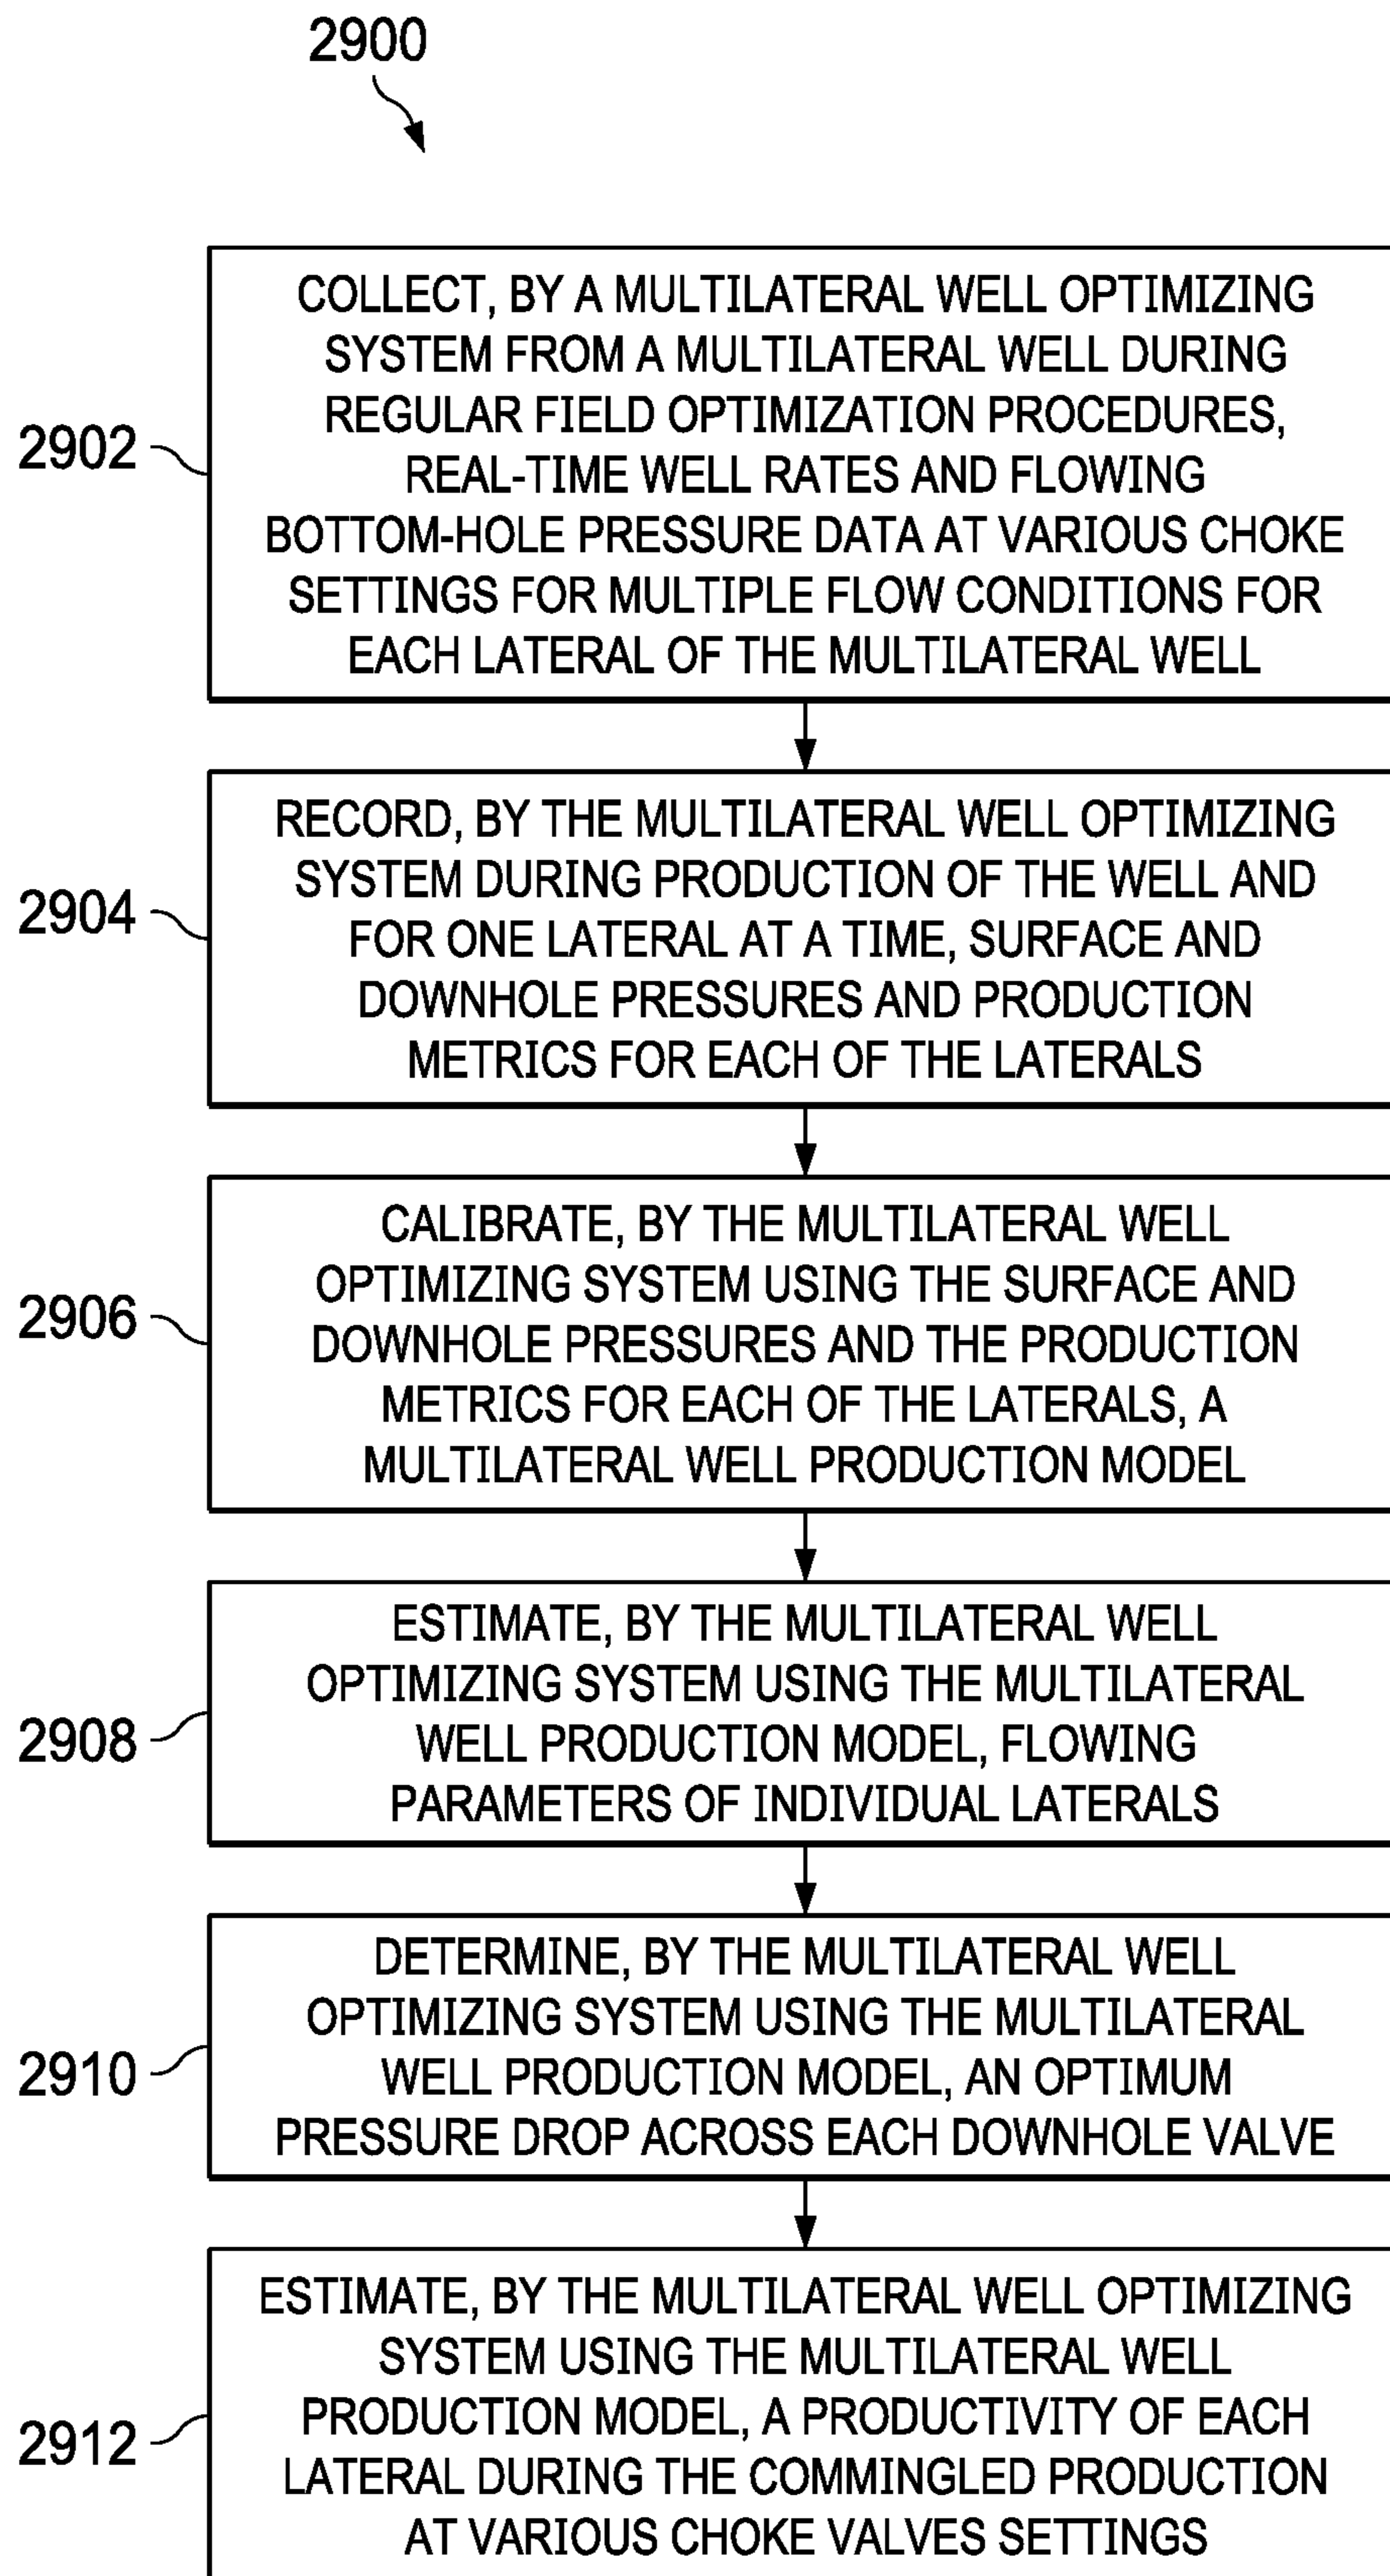 2900
COLLECT, BY A MULTILATERAL WELL OPTIMIZING
SYSTEM FROM A MULTILATERAL WELL DURING
REGULAR FIELD OPTIMIZATION PROCEDURES,
REAL-TIME WELL RATES AND FLOWING
BOTTOM-HOLE PRESSURE DATA AT VARIOUS CHOKE
SETTINGS FOR MULTIPLE FLOW CONDITIONS FOR
EACH LATERAL OF THE MULTILATERAL WELL
2902
RECORD, BY THE MULTILATERAL WELL OPTIMIZING
SYSTEM DURING PRODUCTION OF THE WELL AND
FOR ONE LATERAL AT A TIME, SURFACE AND
DOWNHOLE PRESSURES AND PRODUCTION
METRICS FOR EACH OF THE LATERALS
2904
CALIBRATE, BY THE MULTILATERAL WELL
OPTIMIZING SYSTEM USING THE SURFACE AND
DOWNHOLE PRESSURES AND THE PRODUCTION
METRICS FOR EACH OF THE LATERALS, A
MULTILATERAL WELL PRODUCTION MODEL
2906
ESTIMATE, BY THE MULTILATERAL WELL
OPTIMIZING SYSTEM USING THE MULTILATERAL
WELL PRODUCTION MODEL, FLOWING
PARAMETERS OF INDIVIDUAL LATERALS
2908
DETERMINE, BY THE MULTILATERAL WELL
OPTIMIZING SYSTEM USING THE MULTILATERAL
WELL PRODUCTION MODEL, AN OPTIMUM
PRESSURE DROP ACROSS EACH DOWNHOLE VALVE
2910
ESTIMATE, BY THE MULTILATERAL WELL OPTIMIZING
SYSTEM USING THE MULTILATERAL WELL
PRODUCTION MODEL, A PRODUCTIVITY OF EACH
LATERAL DURING THE COMMINGLED PRODUCTION
AT VARIOUS CHOKE VALVES SETTINGS
2912